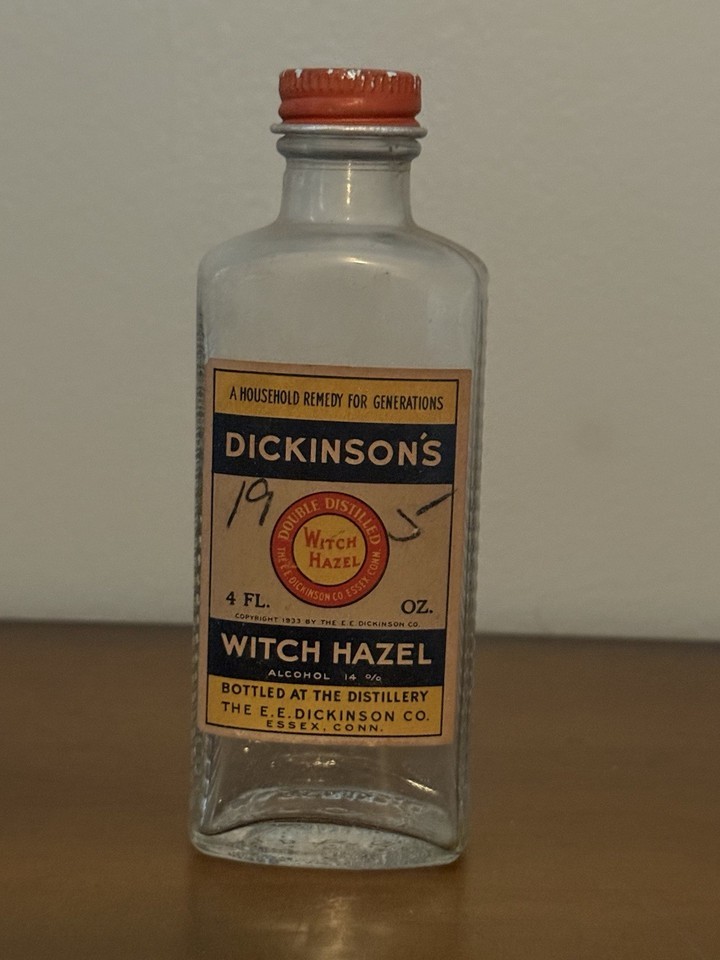 A HOUSEHOLD REMEDY FOR GENERATIONS
DICKINSON'S
19 5
DOUBLE DISTILLED
WITCH
HAZEL
THE E.E. DICKINSON CO. ESSEX CONN.
4 FL. OZ.
COPYRIGHT 1933 BY THE E.E. DICKINSON CO.
WITCH HAZEL
ALCOHOL 14 %
BOTTLED AT THE DISTILLERY
THE E.E. DICKINSON CO.
ESSEX, CONN.